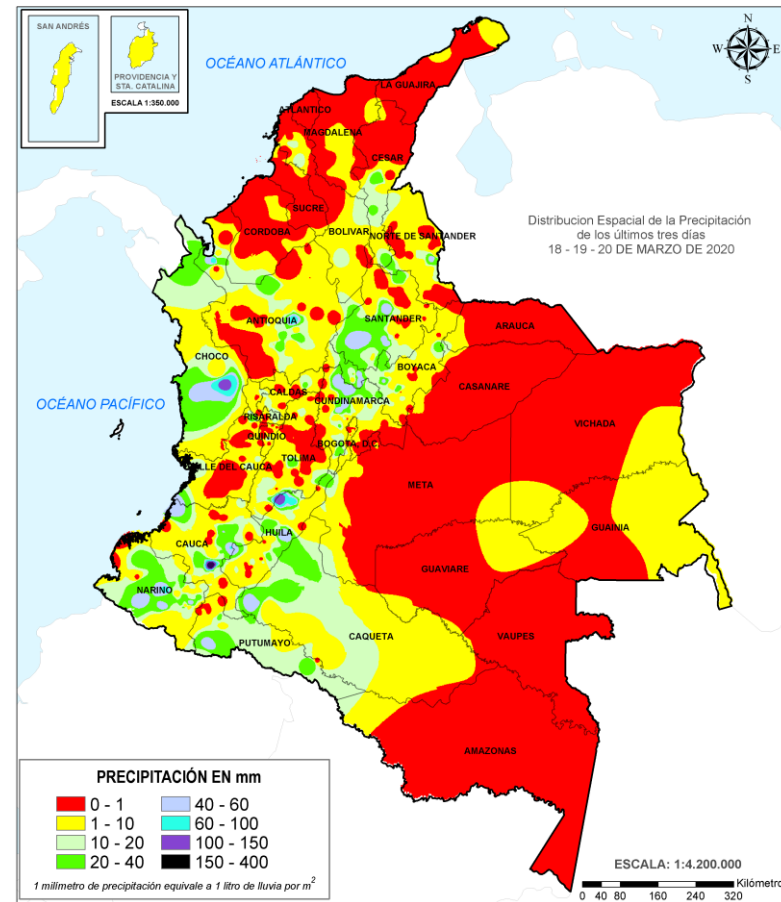 SAN ANDRÉS
PROVIDENCIA Y
STA. CATALINA
ESCALA 1:350.000
OCÉANO ATLÁNTICO
N
W
E
S
LA GUAJIRA
ATLANTICO
MAGDALENA
CESAR
SUCRE
CORDOBA
BOLIVAR
NORTE DE SANTANDER
Distribucion Espacial de la Precipitación
de los últimos tres días
18 - 19 - 20 DE MARZO DE 2020
ANTIOQUIA
SANTANDER
ARAUCA
CHOCO
BOYACA
CASANARE
OCÉANO PACÍFICO
CALDAS
CUNDINAMARCA
RISARALDA
VICHADA
QUINDIO
BOGOTA, D.C.
TOLIMA
VALLE DEL CAUCA
META
GUAINIA
HUILA
CAUCA
GUAVIARE
NARINO
PUTUMAYO
CAQUETA
VAUPES
AMAZONAS
PRECIPITACIÓN EN mm
0 - 1
1 - 10
10 - 20
20 - 40
40 - 60
60 - 100
100 - 150
150 - 400
1 milímetro de precipitación equivale a 1 litro de lluvia por m²
ESCALA: 1:4.200.000
Kilómetro
0 40 80 160 240 320